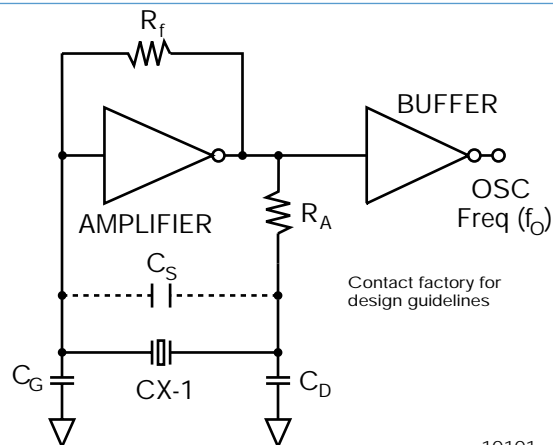 R_f
BUFFER
AMPLIFIER
OSC
Freq (f_O)
R_A
C_S
Contact factory for
design guidelines
C_G
CX-1
C_D